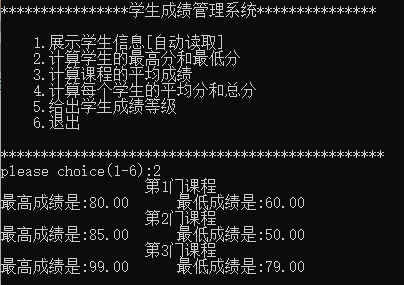 ****************学生成绩管理系统***************
1.展示学生信息[自动读取]
2.计算学生的最高分和最低分
3.计算课程的平均成绩
4.计算每个学生的平均分和总分
5.给出学生成绩等级
6.退出
************************************************
please choice(1-6):2
第1门课程
最高成绩是:80.00 最低成绩是:60.00
第2门课程
最高成绩是:85.00 最低成绩是:50.00
第3门课程
最高成绩是:99.00 最低成绩是:79.00